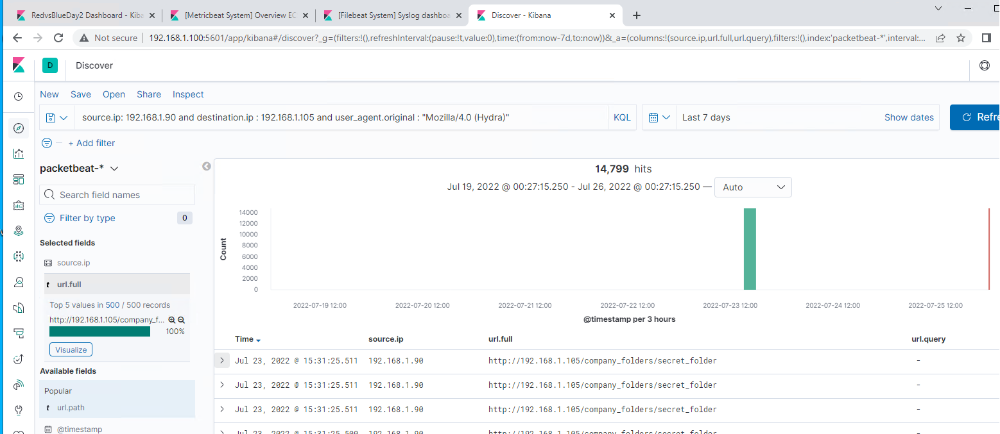 RedvsBlueDay2 Dashboard - Kiba
[Metricbeat System] Overview EC
[Filebeat System] Syslog dashboa
Discover - Kibana
Not secure
192.168.1.100:5601/app/kibana#/discover?_g=(filters:!(),refreshInterval:(pause:!t,value:0),time:(from:now-7d,to:now))&_a=(columns:!(source.ip,url.full,url.query),filters:!(),index:'packetbeat-*',interval:...
D
Discover
New
Save
Open
Share
Inspect
source.ip: 192.168.1.90 and destination.ip : 192.168.1.105 and user_agent.original : "Mozilla/4.0 (Hydra)"
KQL
Last 7 days
Show dates
Refre
+ Add filter
packetbeat-*
Search field names
Filter by type
0
Selected fields
source.ip
t url.full
Top 5 values in 500 / 500 records
http://192.168.1.105/company_f...
100%
Visualize
Available fields
Popular
t url.path
@timestamp
14,799 hits
Jul 19, 2022 @ 00:27:15.250 - Jul 26, 2022 @ 00:27:15.250 —
Auto
Count
14000
12000
10000
8000
6000
4000
2000
0
2022-07-19 12:00
2022-07-20 12:00
2022-07-21 12:00
2022-07-22 12:00
2022-07-23 12:00
2022-07-24 12:00
2022-07-25 12:00
@timestamp per 3 hours
Time source.ip url.full url.query
Jul 23, 2022 @ 15:31:25.511 192.168.1.90 http://192.168.1.105/company_folders/secret_folder -
Jul 23, 2022 @ 15:31:25.511 192.168.1.90 http://192.168.1.105/company_folders/secret_folder -
Jul 23, 2022 @ 15:31:25.511 192.168.1.90 http://192.168.1.105/company_folders/secret_folder -
Jul 23, 2022 @ 15:31:25.500 192.168.1.90 http://192.168.1.105/company_folders/secret_folder -